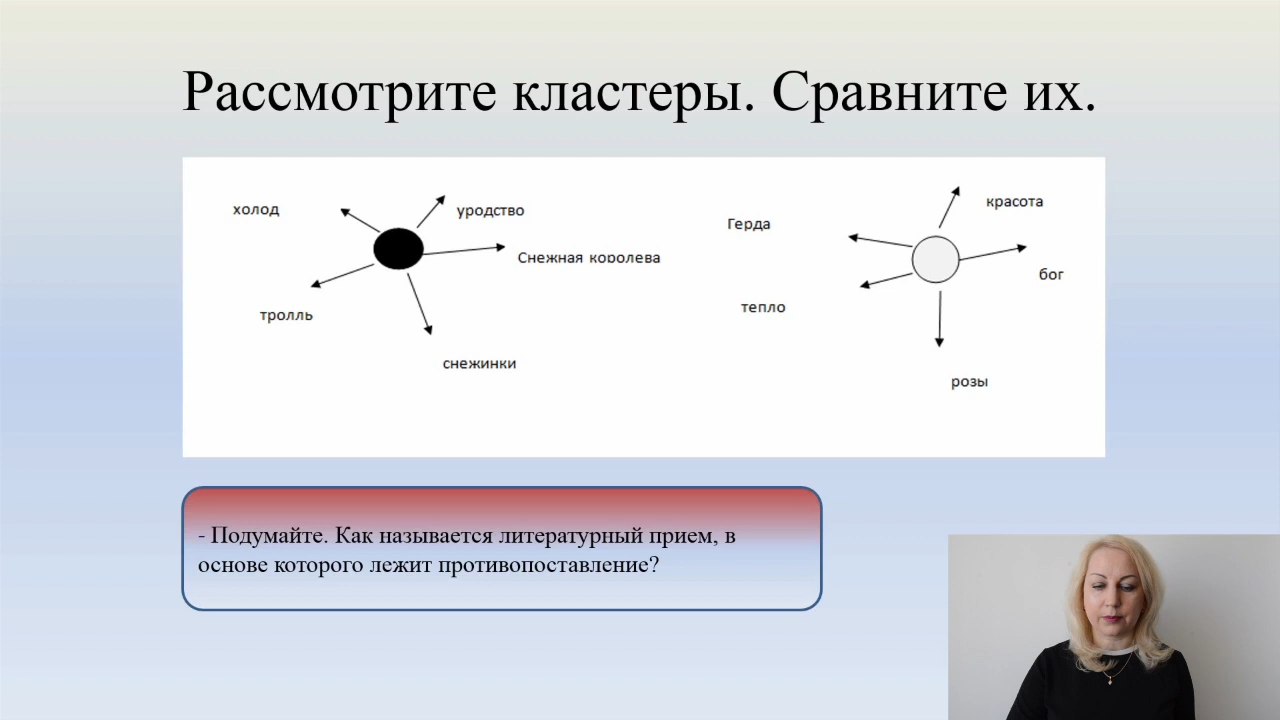 Рассмотрите кластеры. Сравните их.
холод
уродство
Снежная королева
тролль
снежинки
Герда
красота
бог
тепло
розы
- Подумайте. Как называется литературный прием, в
основе которого лежит противопоставление?